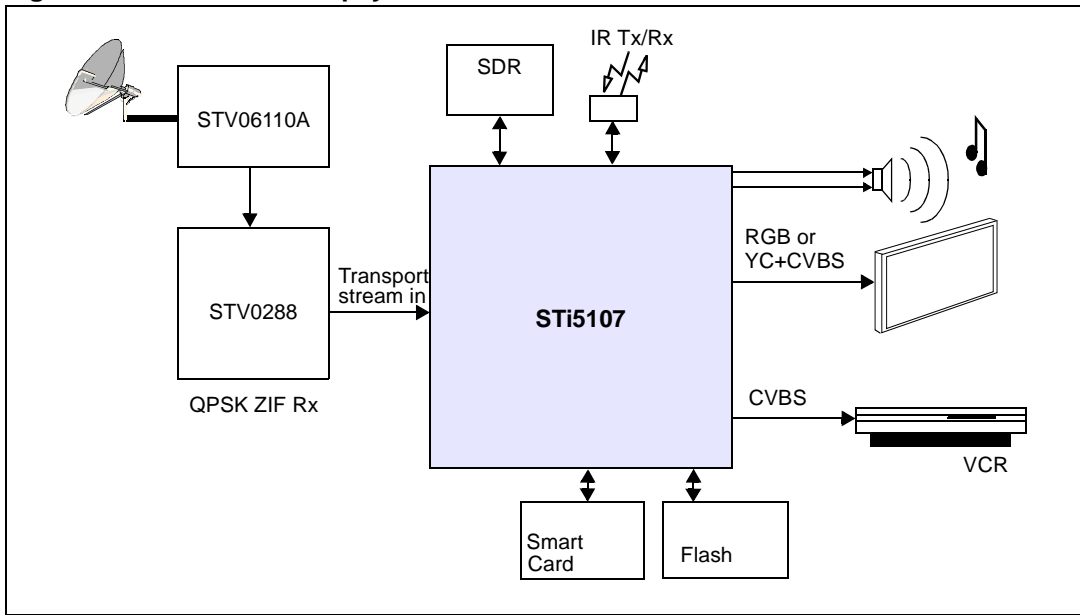 IR Tx/Rx
SDR
STV06110A
RGB or
YC+CVBS
Transport
stream in
STV0288
STi5107
QPSK ZIF Rx
CVBS
VCR
Smart
Card
Flash